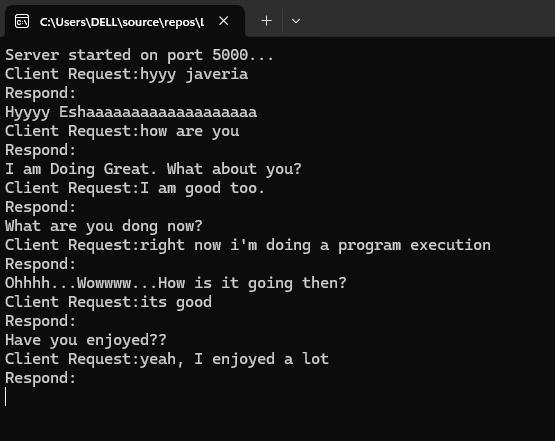 C:\Users\DELL\source\repos\L
Server started on port 5000...
Client Request:hyyy javeria
Respond:
Hyyyy Eshaaaaaaaaaaaaaaaaaaa
Client Request:how are you
Respond:
I am Doing Great. What about you?
Client Request:I am good too.
Respond:
What are you dong now?
Client Request:right now i'm doing a program execution
Respond:
Ohhhh...Wowwww...How is it going then?
Client Request:its good
Respond:
Have you enjoyed??
Client Request:yeah, I enjoyed a lot
Respond: